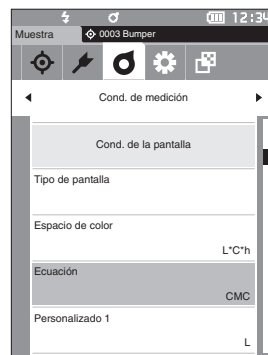 12:34
Muestra
0003 Bumper
Cond. de medición
Cond. de la pantalla
Tipo de pantalla
Espacio de color
L*C*h
Ecuación
CMC
Personalizado 1
L